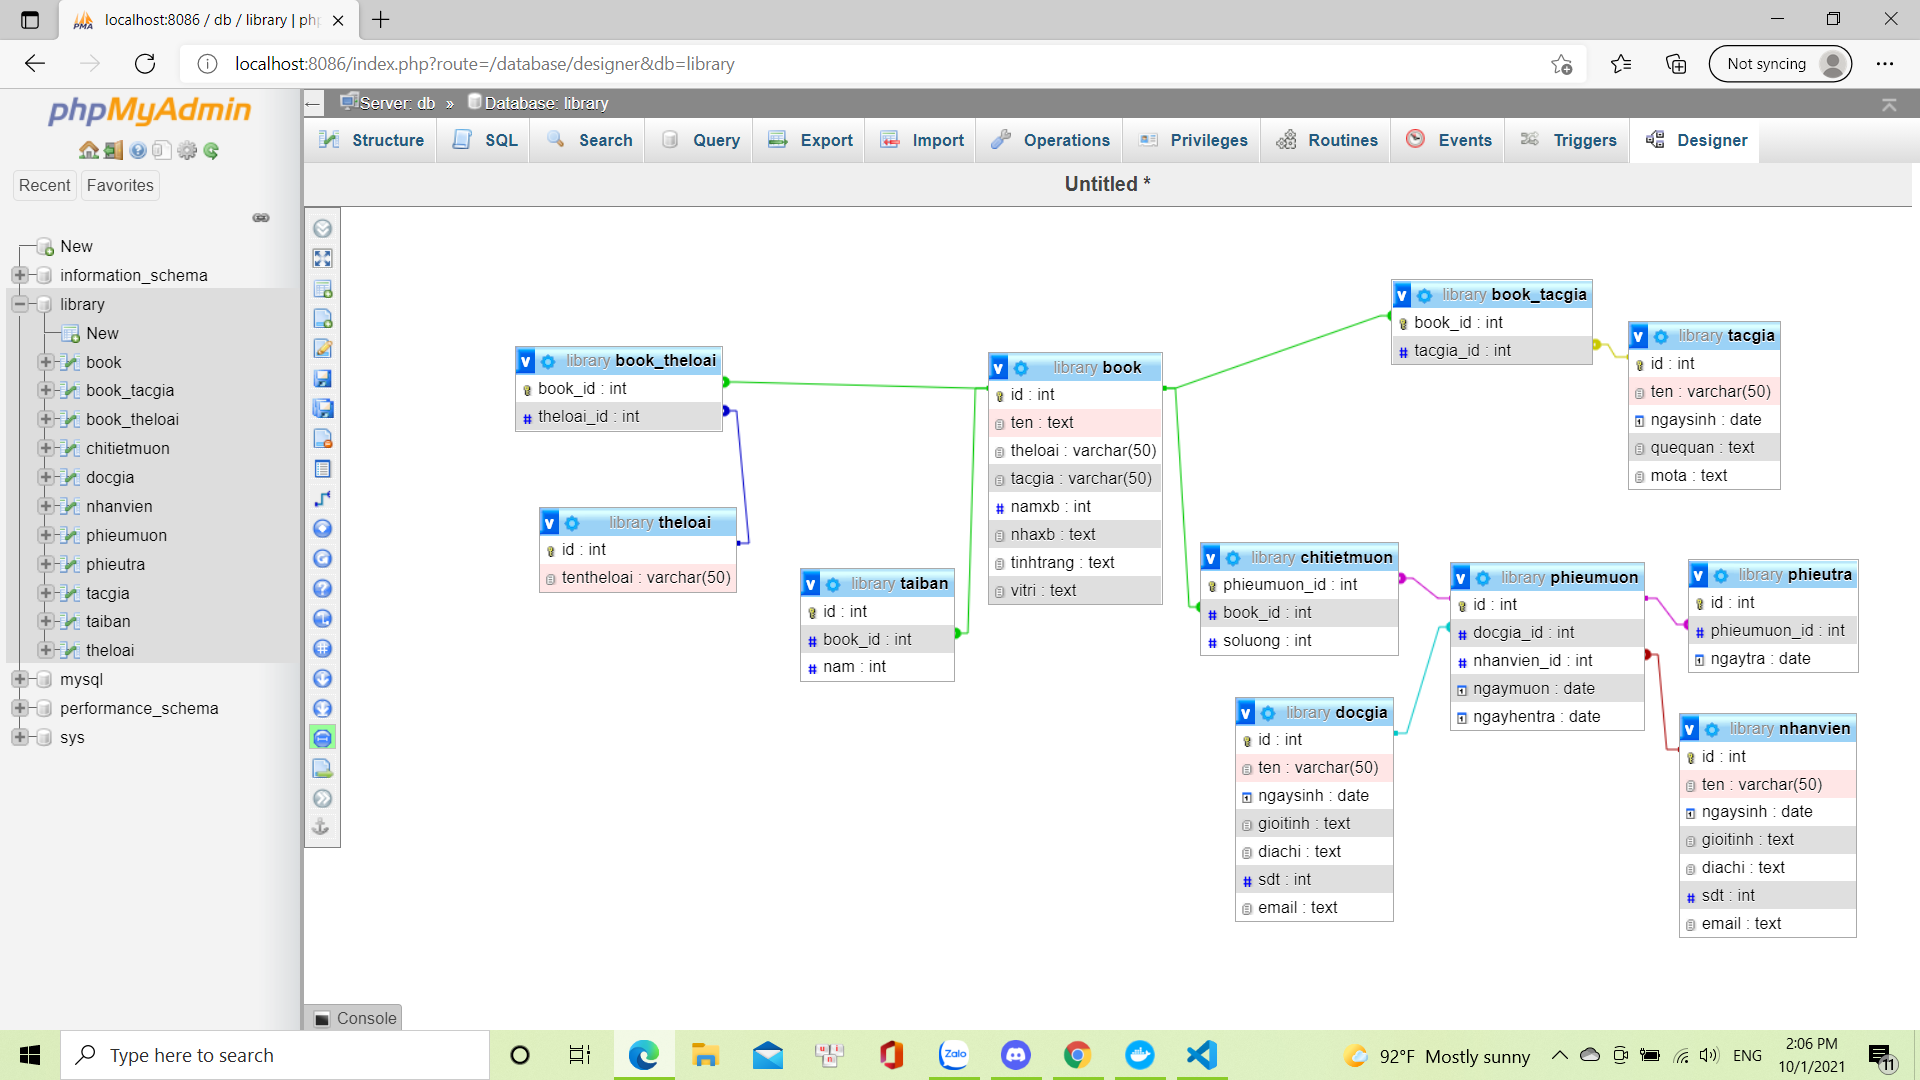 localhost:8086 / db / library | php
localhost:8086/index.php?route=/database/designer&db=library
Not syncing
phpMyAdmin
Recent
Favorites
New
information_schema
library
New
book
book_tacgia
book_theloai
chitietmuon
docgia
nhanvien
phieumuon
phieutra
tacgia
taiban
theloai
mysql
performance_schema
sys
Server: db » Database: library
Structure
SQL
Search
Query
Export
Import
Operations
Privileges
Routines
Events
Triggers
Designer
Untitled *
library book_theloai
book_id : int
theloai_id : int
library theloai
id : int
tentheloai : varchar(50)
library taiban
id : int
book_id : int
nam : int
library book
id : int
ten : text
theloai : varchar(50)
tacgia : varchar(50)
namxb : int
nhaxb : text
tinhtrang : text
vitri : text
library book_tacgia
book_id : int
tacgia_id : int
library tacgia
id : int
ten : varchar(50)
ngaysinh : date
quequan : text
mota : text
library chitietmuon
phieumuon_id : int
book_id : int
soluong : int
library phieumuon
id : int
docgia_id : int
nhanvien_id : int
ngaymuon : date
ngayhentra : date
library phieutra
id : int
phieumuon_id : int
ngaytra : date
library docgia
id : int
ten : varchar(50)
ngaysinh : date
gioitinh : text
diachi : text
sdt : int
email : text
library nhanvien
id : int
ten : varchar(50)
ngaysinh : date
gioitinh : text
diachi : text
sdt : int
email : text
Console
Type here to search
Zalo
92°F Mostly sunny
ENG
2:06 PM
10/1/2021
11